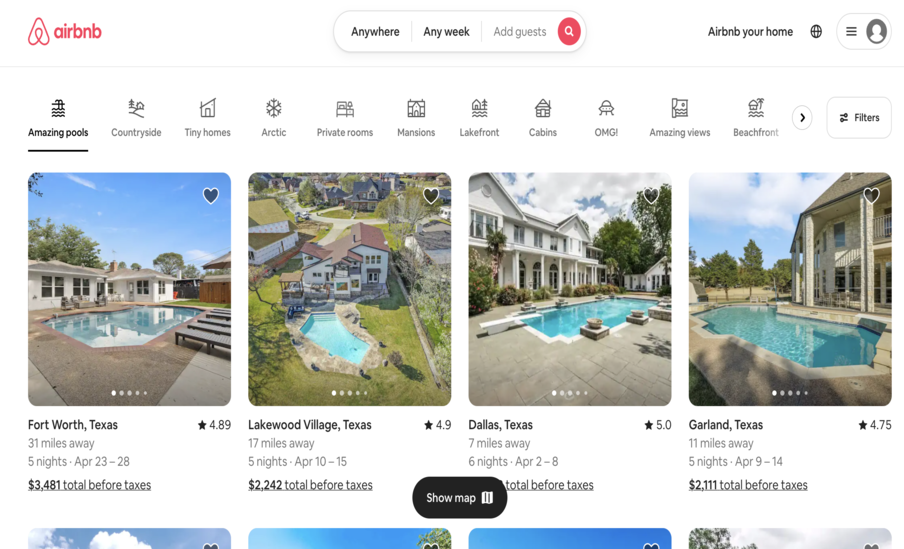 airbnb
Anywhere
Any week
Add guests
Airbnb your home
Amazing pools
Countryside
Tiny homes
Arctic
Private rooms
Mansions
Lakefront
Cabins
OMG!
Amazing views
Beachfront
Filters
Fort Worth, Texas 4.89
31 miles away
5 nights · Apr 23 – 28
$3,481 total before taxes
Lakewood Village, Texas 4.9
17 miles away
5 nights · Apr 10 – 15
$2,242 total before taxes
Dallas, Texas 5.0
7 miles away
6 nights · Apr 2 – 8
total before taxes
Garland, Texas 4.75
11 miles away
5 nights · Apr 9 – 14
$2,111 total before taxes
Show map